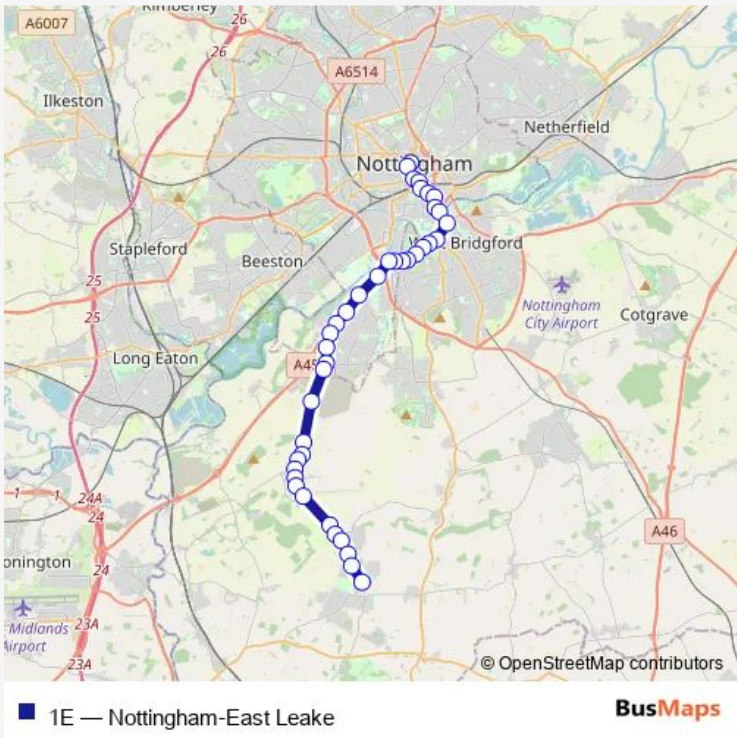 Kimberley
A6007
26
26
A6514
Ilkeston
Netherfield
Nottingham
Bridgford
Stapleford
Beeston
25
25
Nottingham
City Airport
Cotgrave
Long Eaton
A45
1
1
24A
24
A46
onington
24
Midlands
Airport
23A
23A
© OpenStreetMap contributors
1E — Nottingham-East Leake
BusMaps